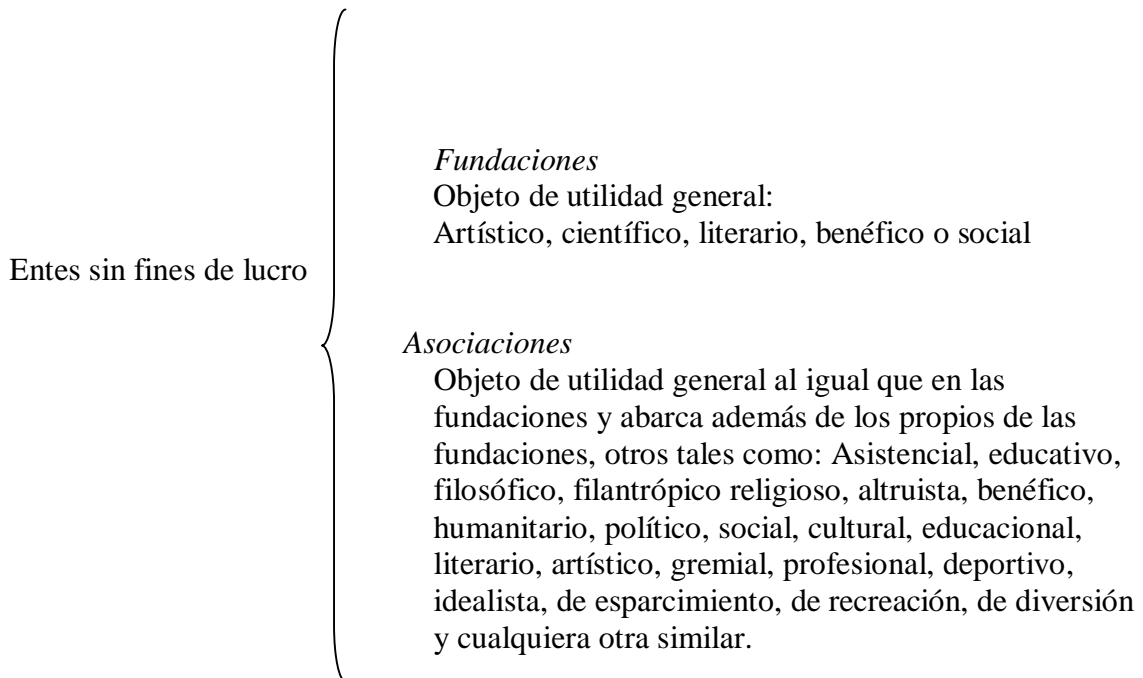 Fundaciones
Objeto de utilidad general:
Artístico, científico, literario, benéfico o social
Entes sin fines de lucro
Asociaciones
Objeto de utilidad general al igual que en las
fundaciones y abarca además de los propios de las
fundaciones, otros tales como: Asistencial, educativo,
filosófico, filantrópico religioso, altruista, benéfico,
humanitario, político, social, cultural, educacional,
literario, artístico, gremial, profesional, deportivo,
idealista, de esparcimiento, de recreación, de diversión
y cualquiera otra similar.